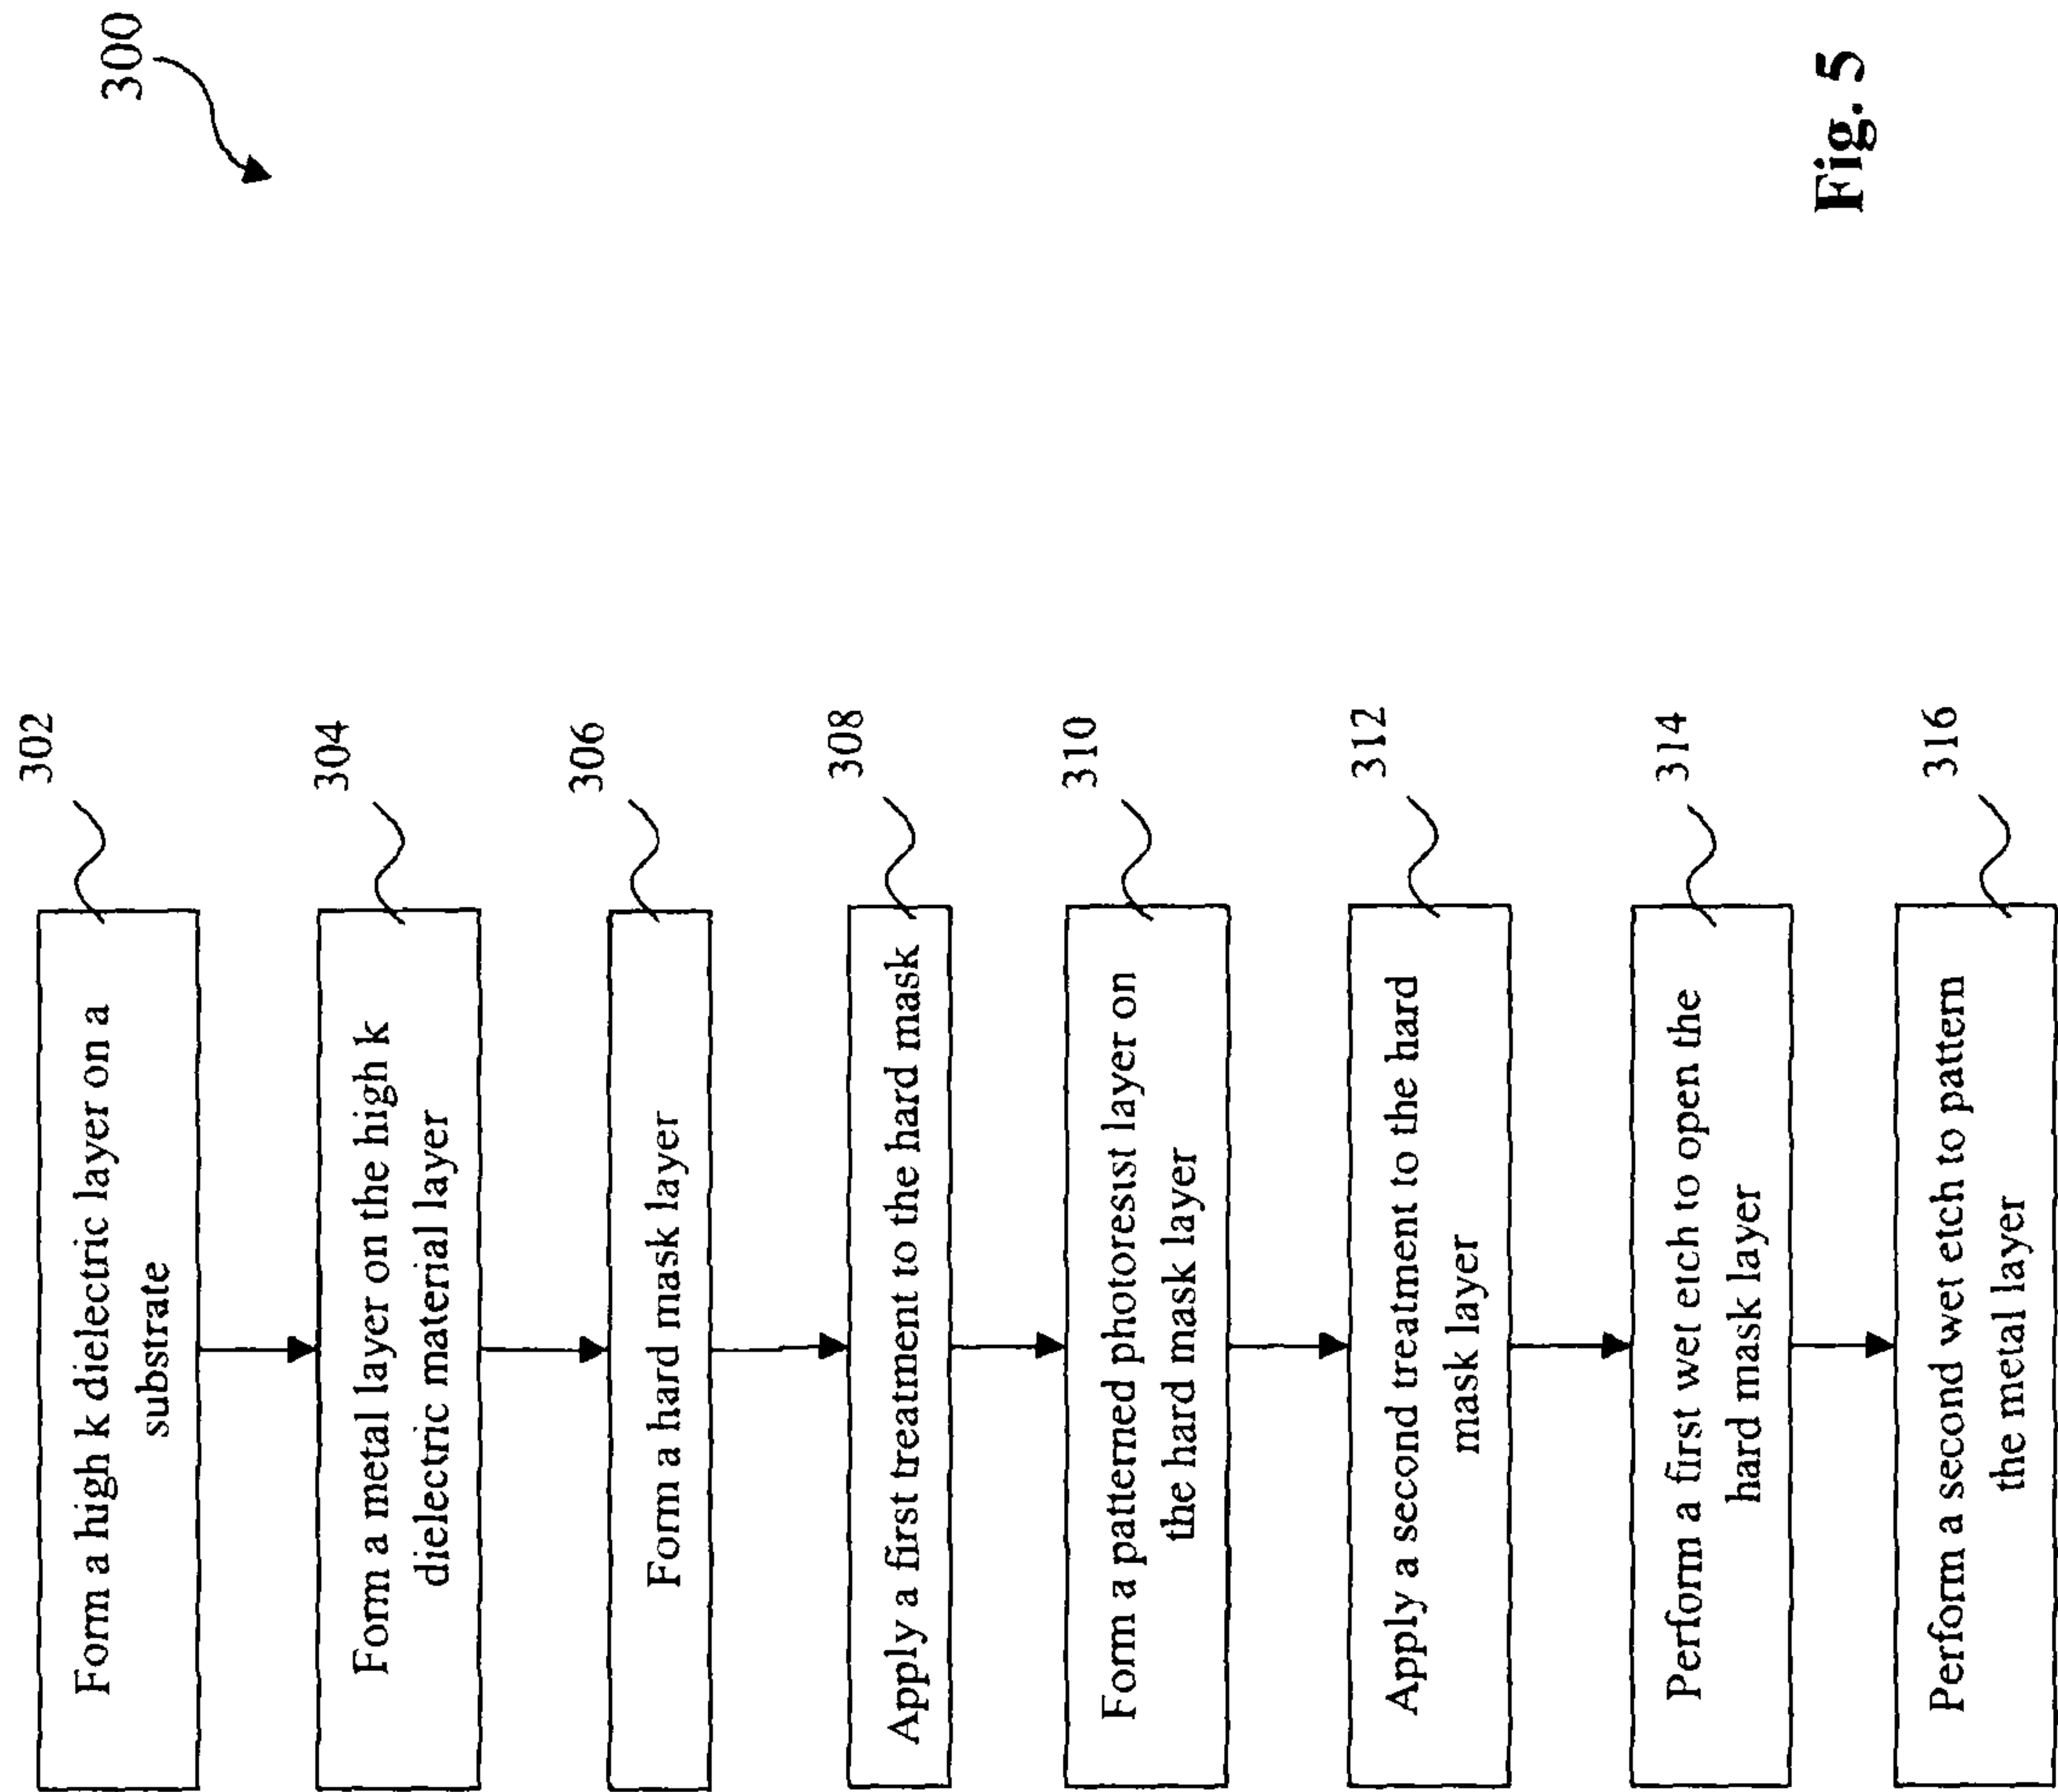 300
302
Form a high k dielectric layer on a
substrate
304
Form a metal layer on the high k
dielectric material layer
306
Form a hard mask layer
308
Apply a first treatment to the hard mask
310
Form a patterned photoresist layer on
the hard mask layer
312
Apply a second treatment to the hard
mask layer
314
Perform a first wet etch to open the
hard mask layer
316
Perform a second wet etch to pattern
the metal layer
Fig. 5